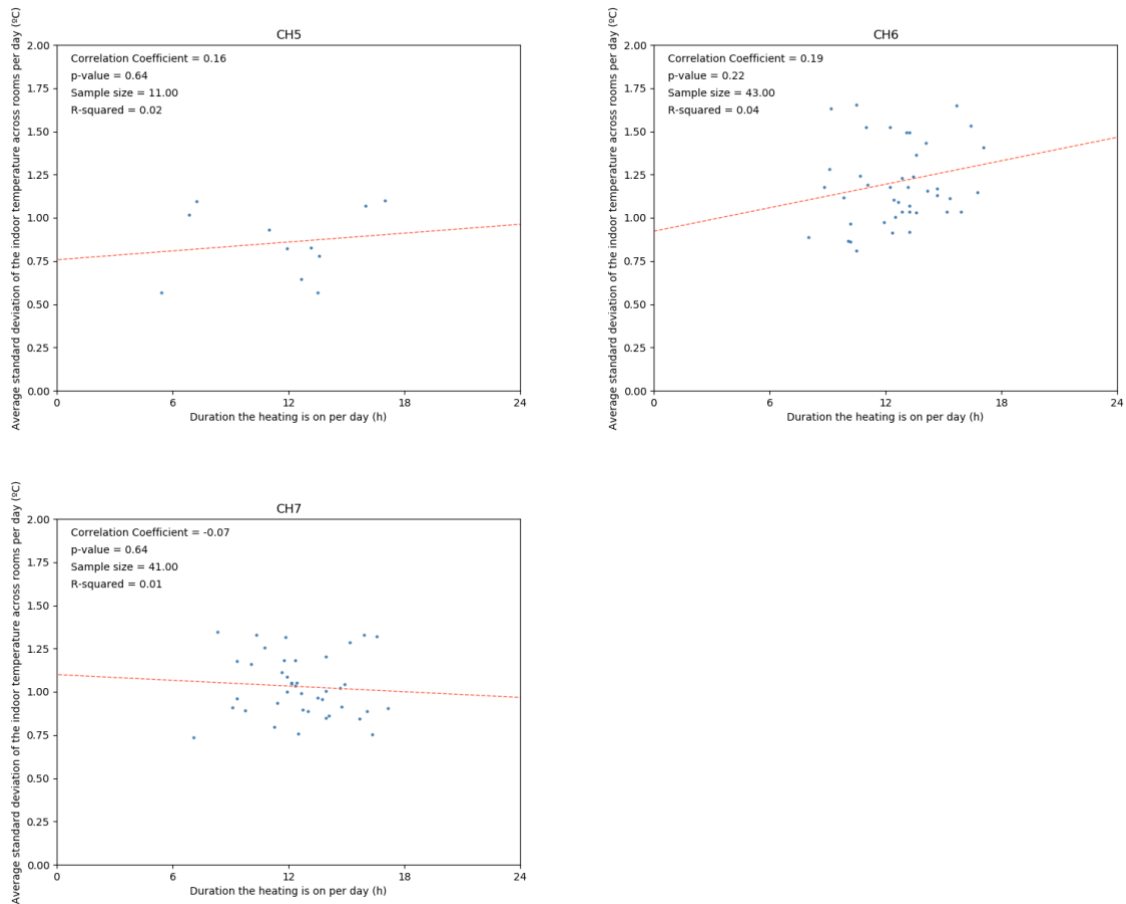 CH5
Correlation Coefficient = 0.16
p-value = 0.64
Sample size = 11.00
R-squared = 0.02
Average standard deviation of the indoor temperature across rooms per day (ºC)
2.00
1.75
1.50
1.25
1.00
0.75
0.50
0.25
0.00
0 6 12 18 24
Duration the heating is on per day (h)
CH6
Correlation Coefficient = 0.19
p-value = 0.22
Sample size = 43.00
R-squared = 0.04
Average standard deviation of the indoor temperature across rooms per day (ºC)
2.00
1.75
1.50
1.25
1.00
0.75
0.50
0.25
0.00
0 6 12 18 24
Duration the heating is on per day (h)
CH7
Correlation Coefficient = -0.07
p-value = 0.64
Sample size = 41.00
R-squared = 0.01
Average standard deviation of the indoor temperature across rooms per day (ºC)
2.00
1.75
1.50
1.25
1.00
0.75
0.50
0.25
0.00
0 6 12 18 24
Duration the heating is on per day (h)